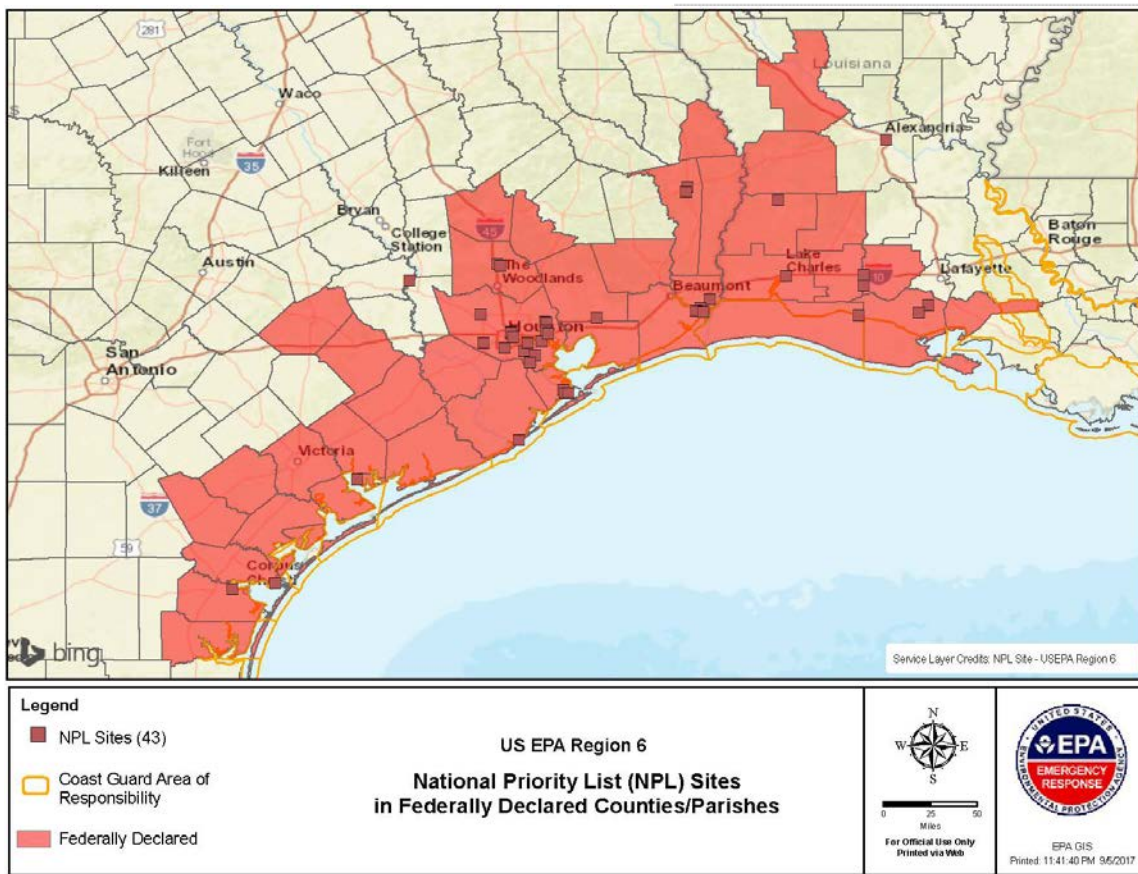 281
Waco
Louisiana
Fort
Hood
Killeen
35
Alexandria
Bryan
College
Station
45
Baton
Rouge
Austin
The
Woodlands
Lake
Charles
10
Lafayette
Beaumont
Houston
San
Antonio
Victoria
37
59
Corpus
Christi
bing
Service Layer Credits: NPL Site - USEPA Region 6
Legend
NPL Sites (43)
Coast Guard Area of
Responsibility
Federally Declared
US EPA Region 6
National Priority List (NPL) Sites
in Federally Declared Counties/Parishes
N
W
E
S
0 25 50
Miles
For Official Use Only
Printed via Web
UNITED STATES
EPA
EMERGENCY
RESPONSE
ENVIRONMENTAL PROTECTION AGENCY
EPA GIS
Printed: 11:41:40 PM 9/5/2017